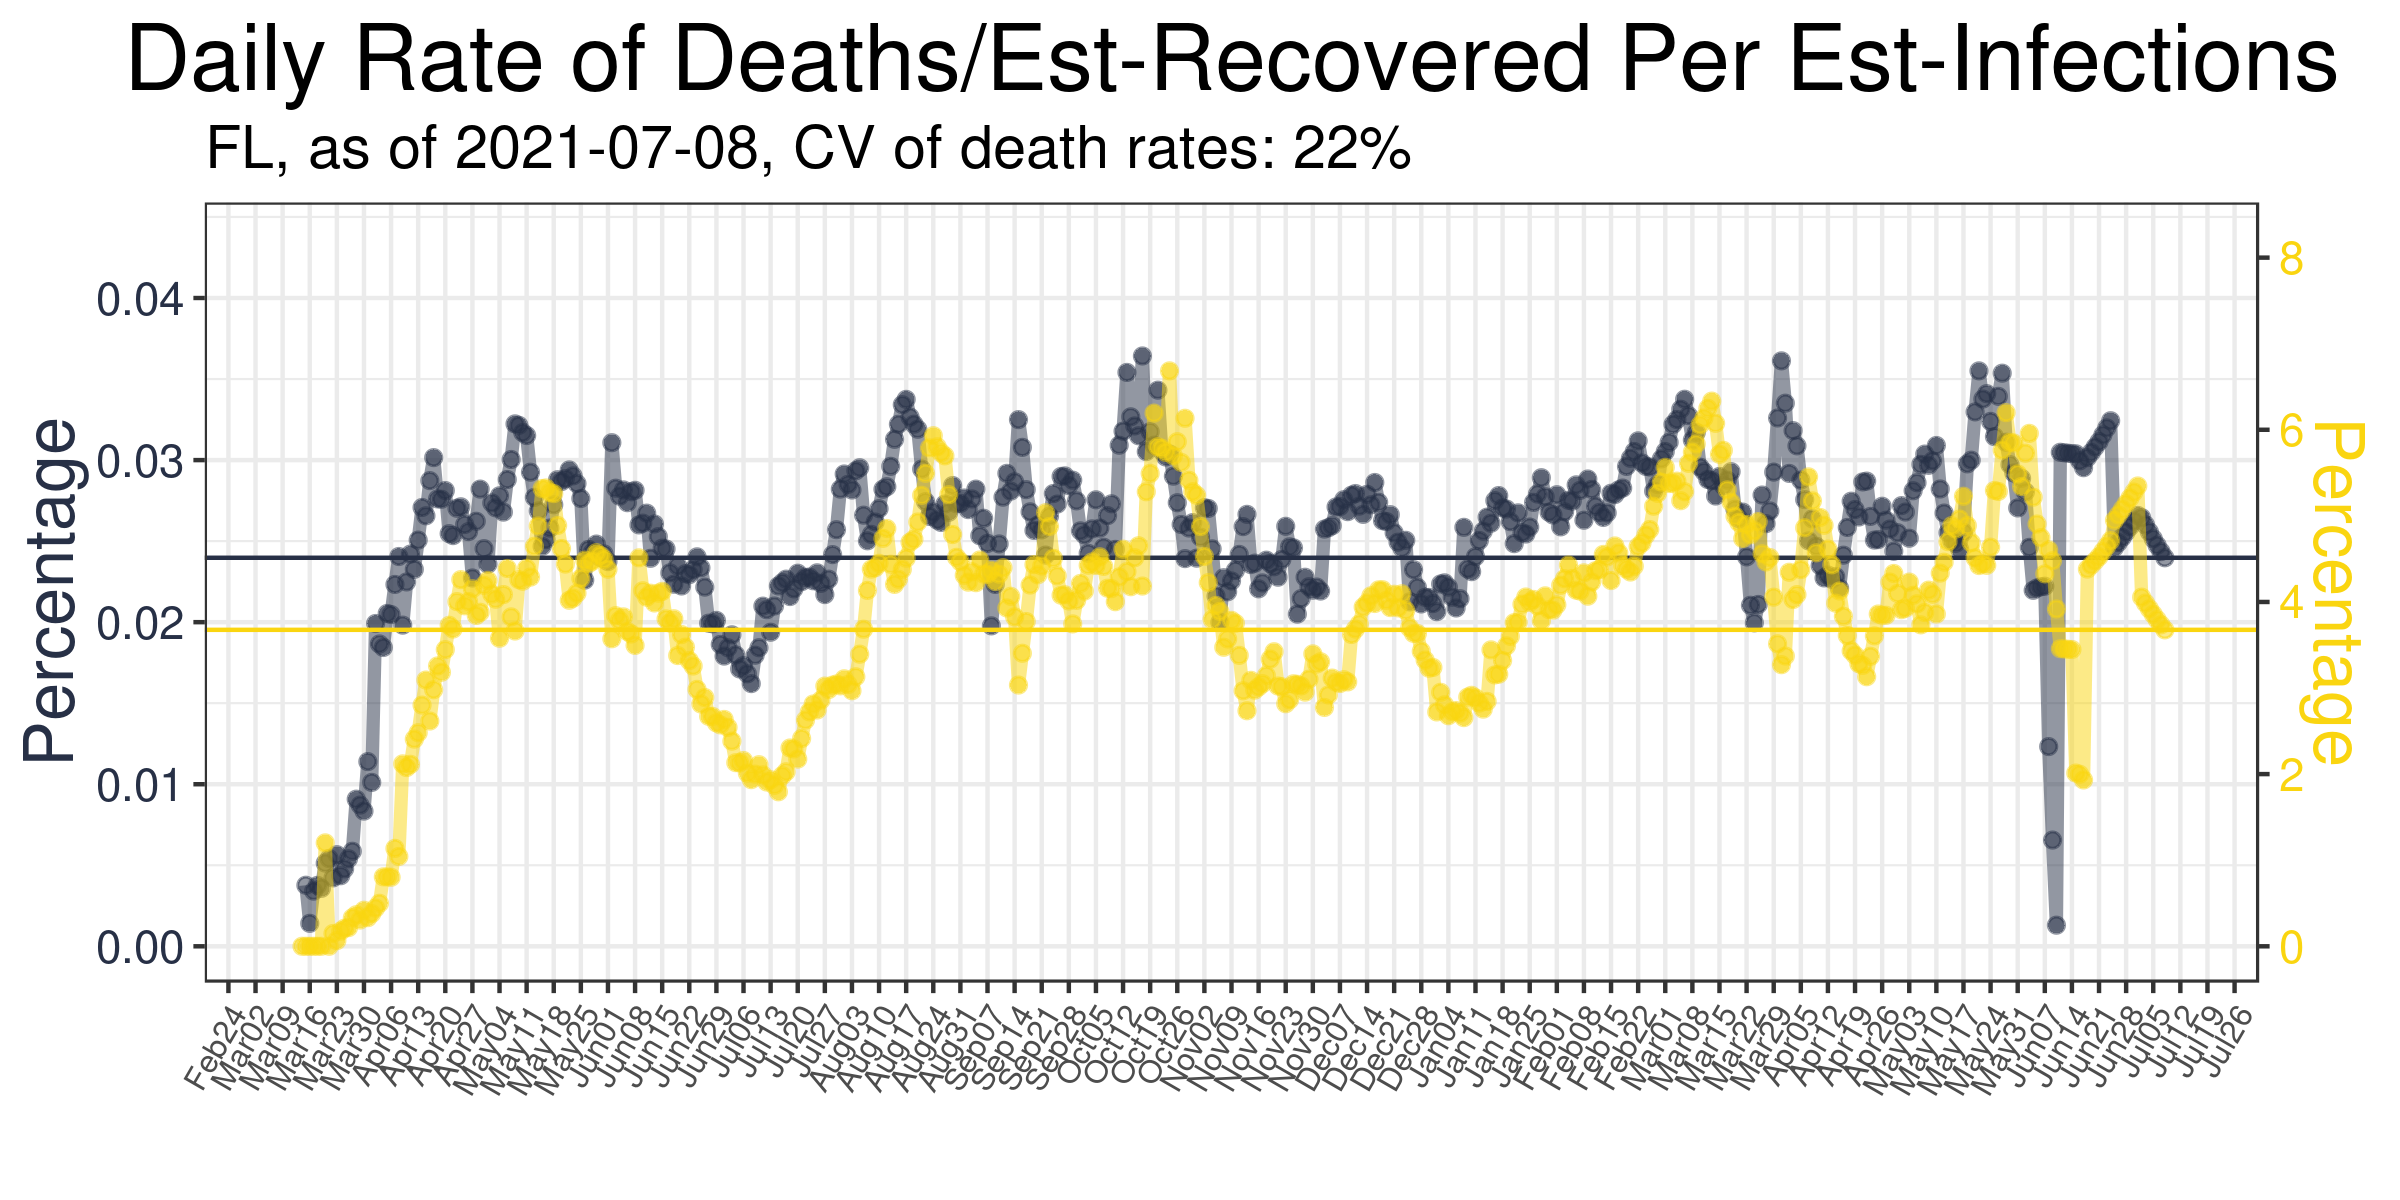 Daily Rate of Deaths/Est-Recovered Per Est-Infections
FL, as of 2021-07-08, CV of death rates: 22%
Percentage
0.04
0.03
0.02
0.01
0.00
8
6
4
2
0
Percentage
Feb24
Mar02
Mar09
Mar16
Mar23
Mar30
Apr06
Apr13
Apr20
Apr27
May04
May11
May18
May25
Jun01
Jun08
Jun15
Jun22
Jun29
Jul06
Jul13
Jul20
Jul27
Aug03
Aug10
Aug17
Aug24
Aug31
Sep07
Sep14
Sep21
Sep28
Oct05
Oct12
Oct19
Oct26
Nov02
Nov09
Nov16
Nov23
Nov30
Dec07
Dec14
Dec21
Dec28
Jan04
Jan11
Jan18
Jan25
Feb01
Feb08
Feb15
Feb22
Mar01
Mar08
Mar15
Mar22
Mar29
Apr05
Apr12
Apr19
Apr26
May03
May10
May17
May24
May31
Jun07
Jun14
Jun21
Jun28
Jul05
Jul12
Jul19
Jul26